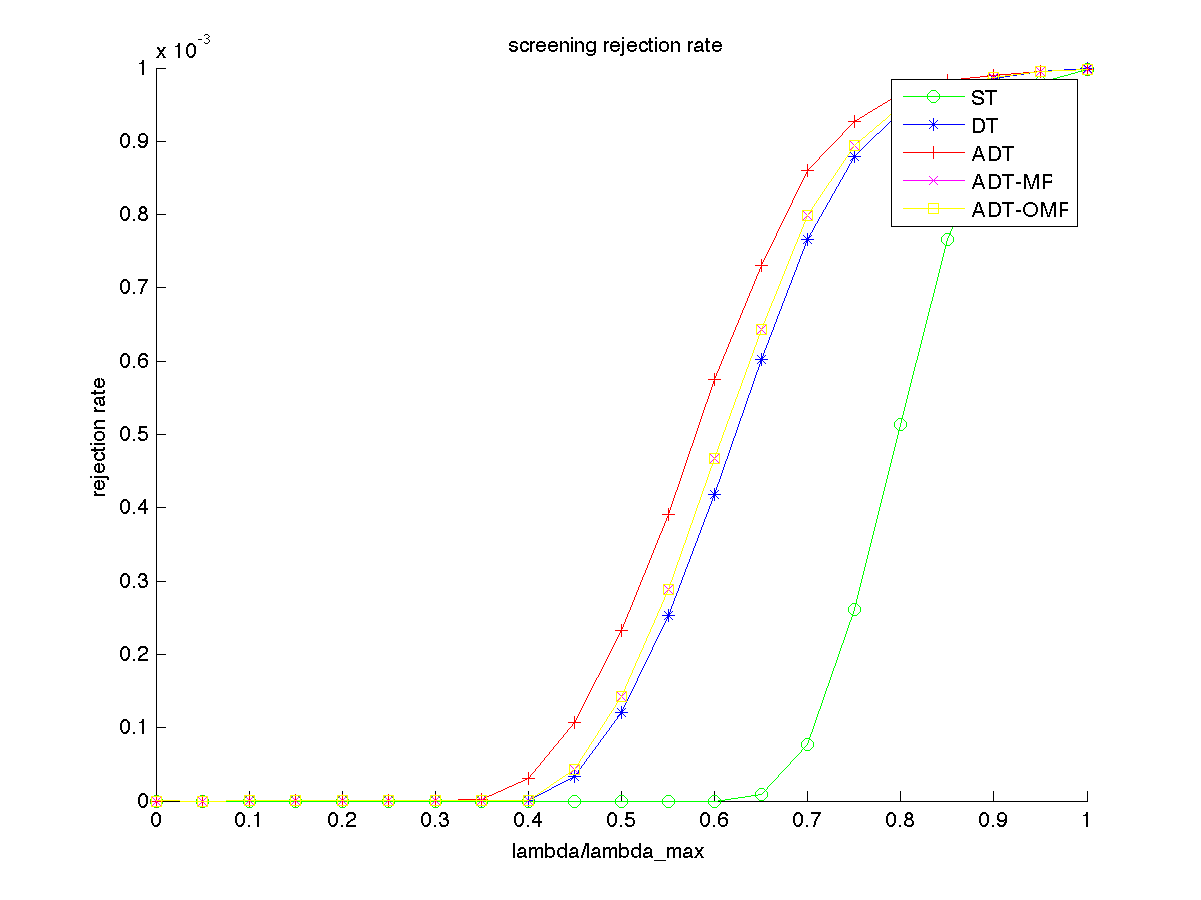 x 10-3
screening rejection rate
1
0.9
0.8
0.7
0.6
0.5
0.4
0.3
0.2
0.1
0
rejection rate
ST
DT
ADT
ADT-MF
ADT-OMF
0 0.1 0.2 0.3 0.4 0.5 0.6 0.7 0.8 0.9 1
lambda/lambda_max